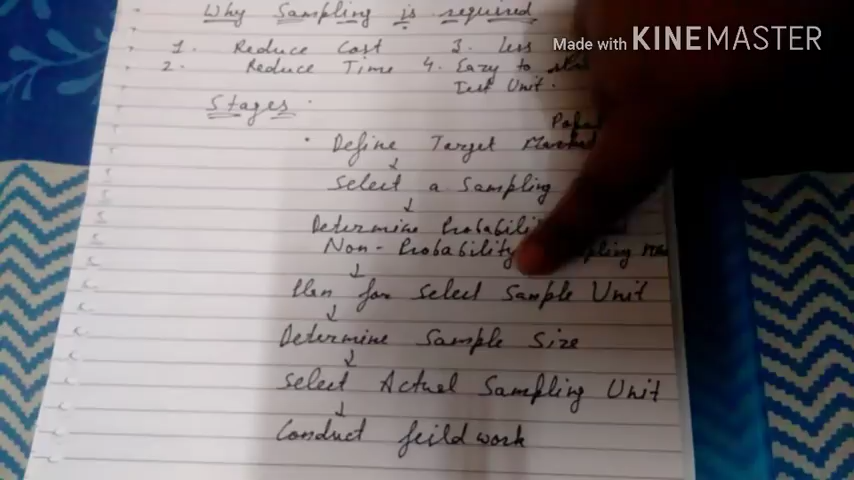 Why Sampling is required
1. Reduce Cost 3. Less
Made with KINEMASTER
2. Reduce Time 4. Eazy to
Test Unit.
Stages
Define Target Market
Select a Sampling
Determine Probabili
Non-Probability
Plan for Select Sample Unit
Determine Sample Size
Select Actual Sampling Unit
Conduct feild work